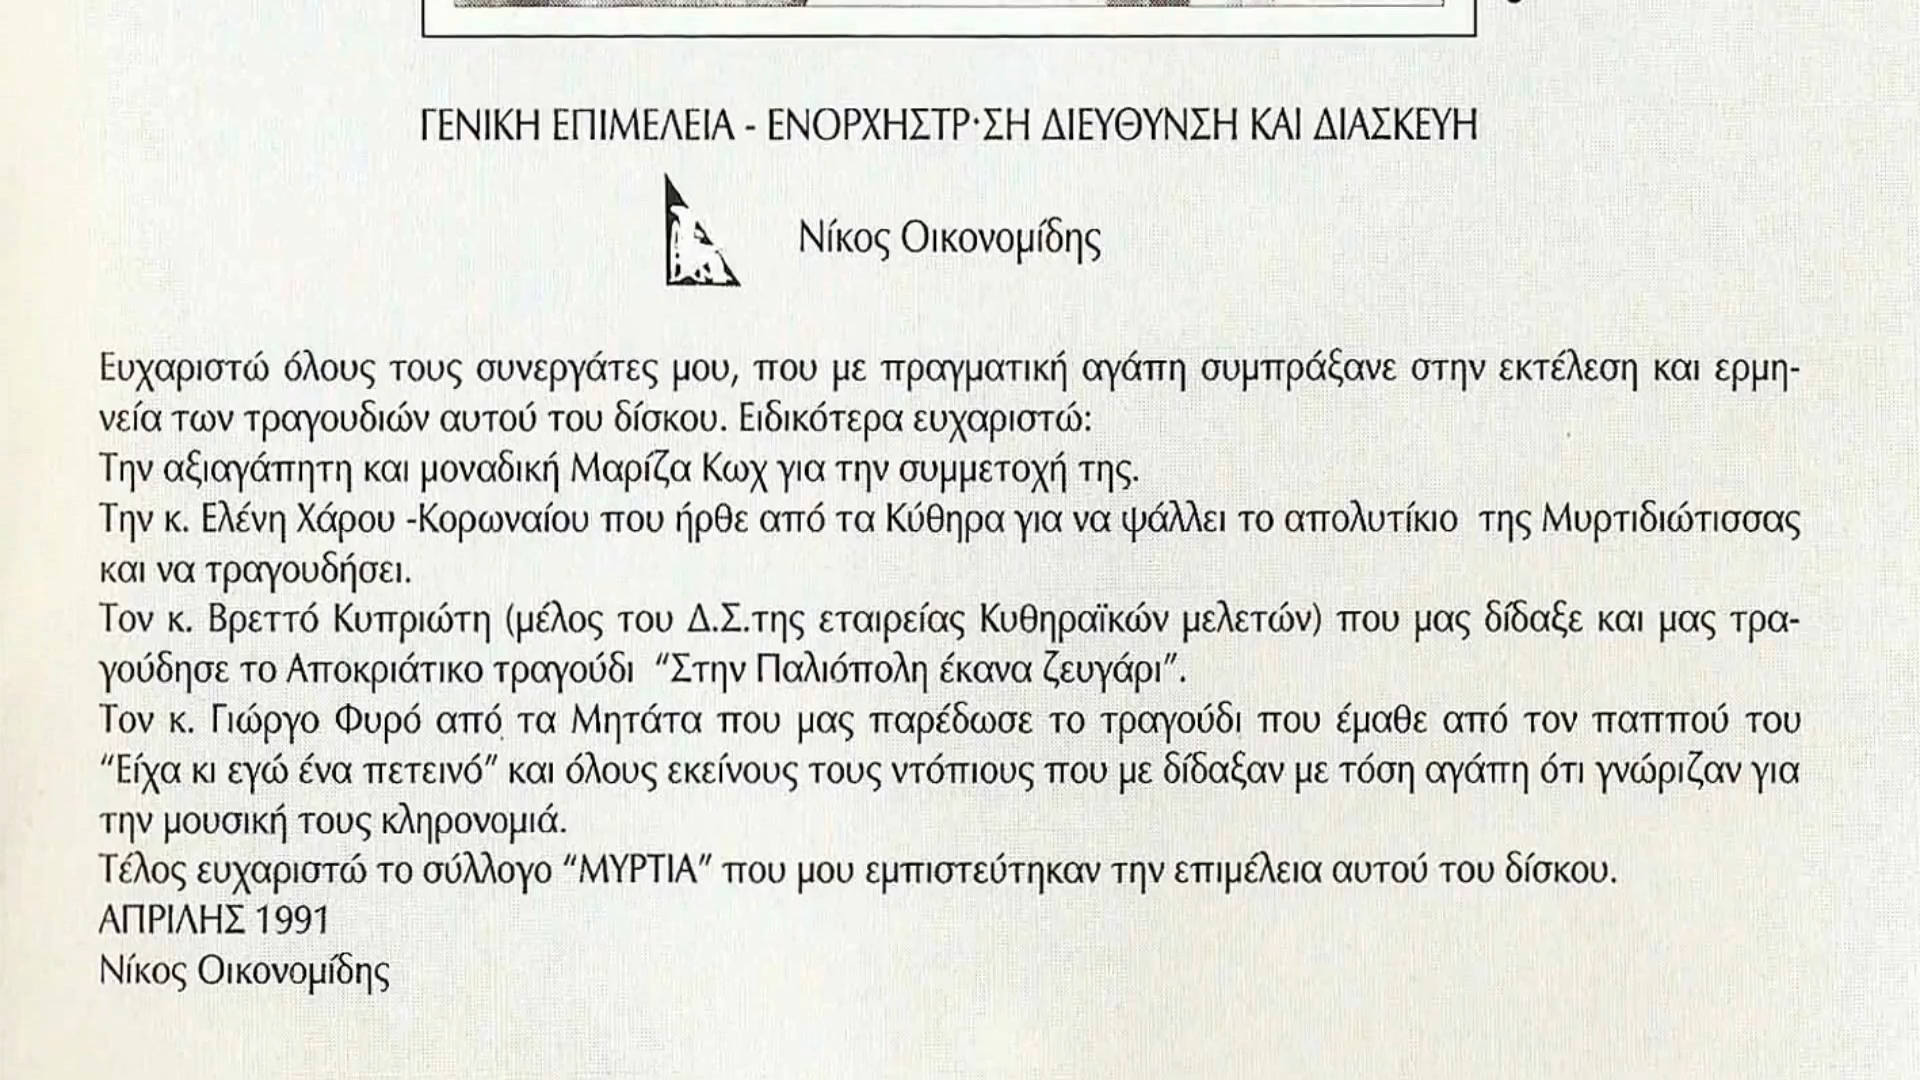 ΓΕΝΙΚΗ ΕΠΙΜΕΛΕΙΑ - ΕΝΟΡΧΗΣΤΡ·ΣΗ ΔΙΕΥΘΥΝΣΗ ΚΑΙ ΔΙΑΣΚΕΥΗ
Νίκος Οικονομίδης
Ευχαριστώ όλους τους συνεργάτες μου, που με πραγματική αγάπη συμπράξανε στην εκτέλεση και ερμη-
νεία των τραγουδιών αυτού του δίσκου. Ειδικότερα ευχαριστώ:
Την αξιαγάπητη και μοναδική Μαρίζα Κωχ για την συμμετοχή της.
Την κ. Ελένη Χάρου -Κορωναίου που ήρθε από τα Κύθηρα για να ψάλλει το απολυτίκιο της Μυρτιδιώτισσας
και να τραγουδήσει.
Τον κ. Βρεττό Κυπριώτη (μέλος του Δ.Σ.της εταιρείας Κυθηραϊκών μελετών) που μας δίδαξε και μας τρα-
γούδησε το Αποκριάτικο τραγούδι "Στην Παλιόπολη έκανα ζευγάρι".
Τον κ. Γιώργο Φυρό από τα Μητάτα που μας παρέδωσε το τραγούδι που έμαθε από τον παππού του
"Είχα κι εγώ ένα πετεινό" και όλους εκείνους τους ντόπιους που με δίδαξαν με τόση αγάπη ότι γνώριζαν για
την μουσική τους κληρονομιά.
Τέλος ευχαριστώ το σύλλογο "ΜΥΡΤΙΑ" που μου εμπιστεύτηκαν την επιμέλεια αυτού του δίσκου.
ΑΠΡΙΛΗΣ 1991
Νίκος Οικονομίδης